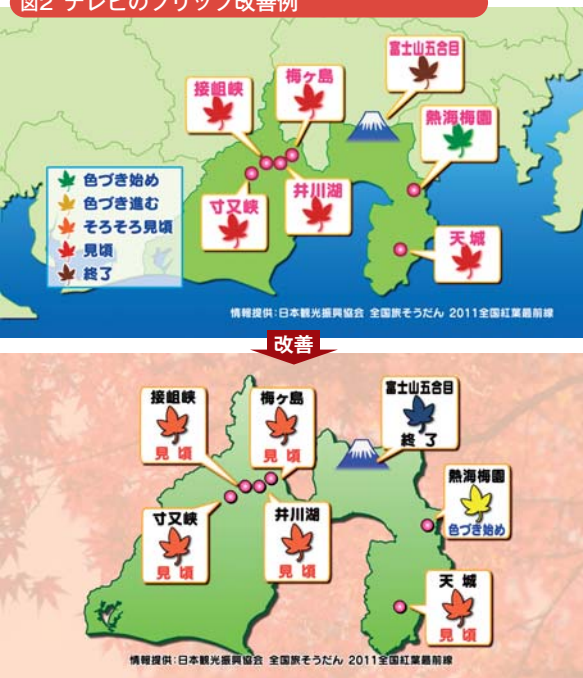 図2 テレビのフリップ改善例
富士山五合目
梅ヶ島
接岨峡
熱海梅園
井川湖
寸又峡
天城
色づき始め
色づき進む
そろそろ見頃
見頃
終了
情報提供:日本観光振興協会 全国旅そうだん 2011全国紅葉最前線
改善
接岨峡
見頃
梅ヶ島
見頃
富士山五合目
終了
熱海梅園
色づき始め
寸又峡
見頃
井川湖
見頃
天城
見頃
情報提供:日本観光振興協会 全国旅そうだん 2011全国紅葉最前線